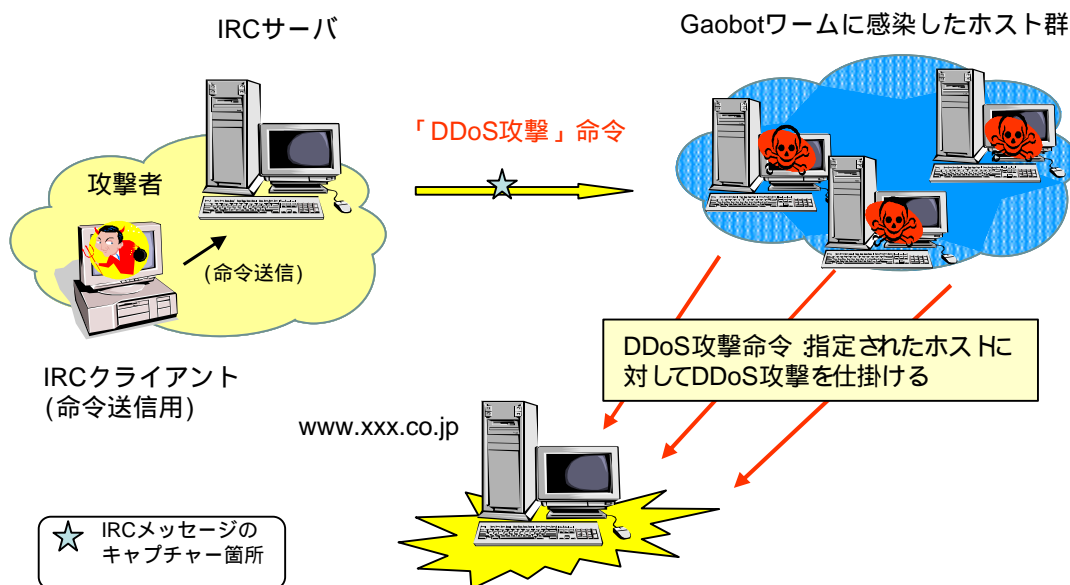 IRCサーバ
Gaobotワームに感染したホスト群
「DDoS攻撃」命令
攻撃者
(命令送信)
IRCクライアント
(命令送信用)
DDoS攻撃命令:指定されたホストに
対してDDoS攻撃を仕掛ける
www.xxx.co.jp
IRCメッセージの
キャプチャー箇所